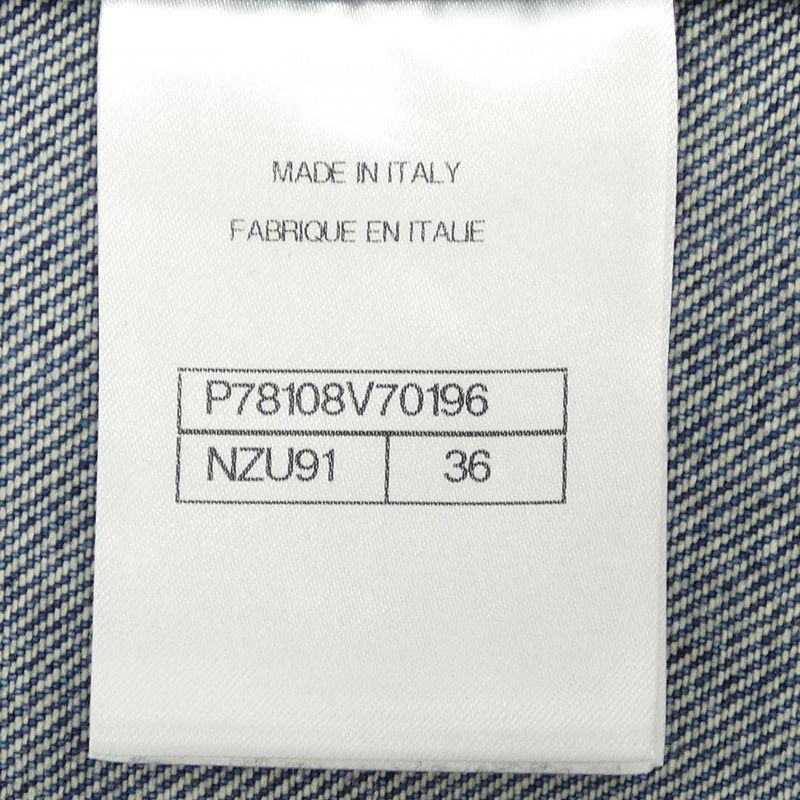 MADE IN ITALY
FABRIQUE EN ITALIE
P78108V70196
NZU91 36